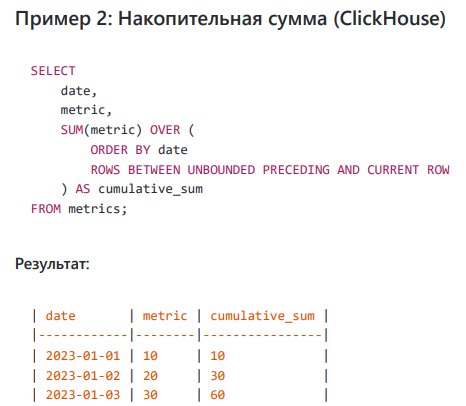 Пример 2: Накопительная сумма (ClickHouse)
SELECT
    date,
    metric,
    SUM(metric) OVER (
        ORDER BY date
        ROWS BETWEEN UNBOUNDED PRECEDING AND CURRENT ROW
    ) AS cumulative_sum
FROM metrics;
Результат:
| date       | metric | cumulative_sum |
|------------|--------|----------------|
| 2023-01-01 | 10     | 10             |
| 2023-01-02 | 20     | 30             |
| 2023-01-03 | 30     | 60             |